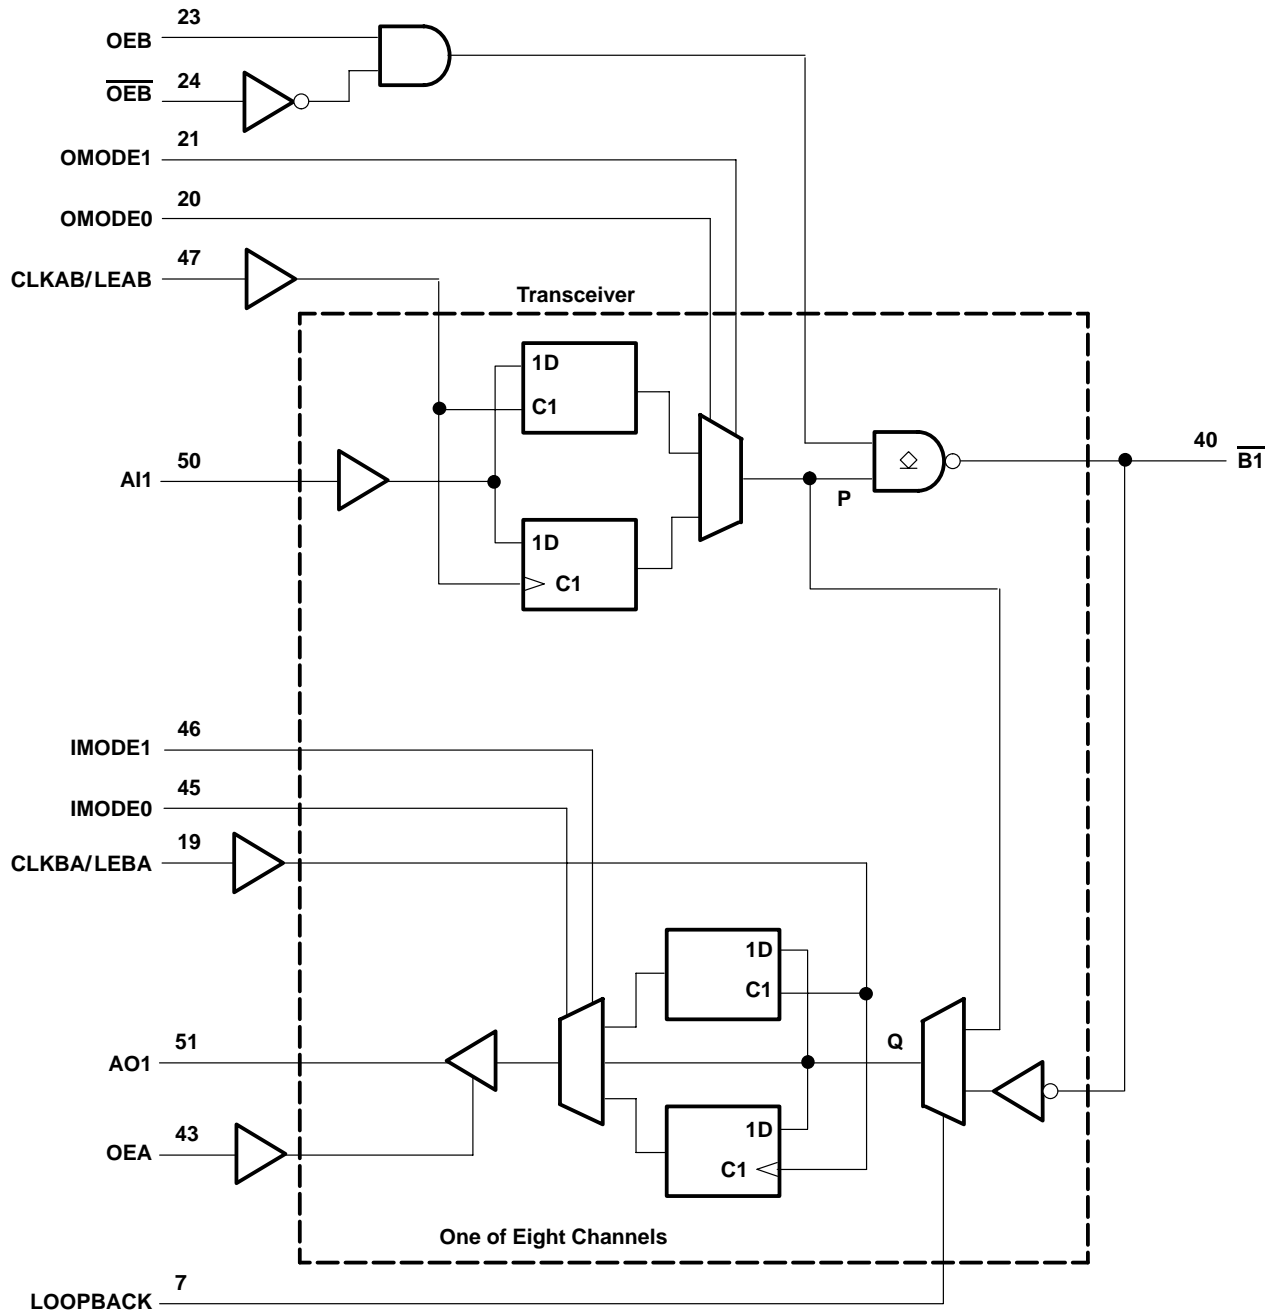 23
OEB
24
O̅E̅B̅
21
OMODE1
20
OMODE0
47
CLKAB/LEAB
Transceiver
1D
C1
50
AI1
40
B̅1̅
P
1D
C1
46
IMODE1
45
IMODE0
19
CLKBA/LEBA
1D
C1
51
AO1
Q
43
OEA
1D
C1
One of Eight Channels
7
LOOPBACK